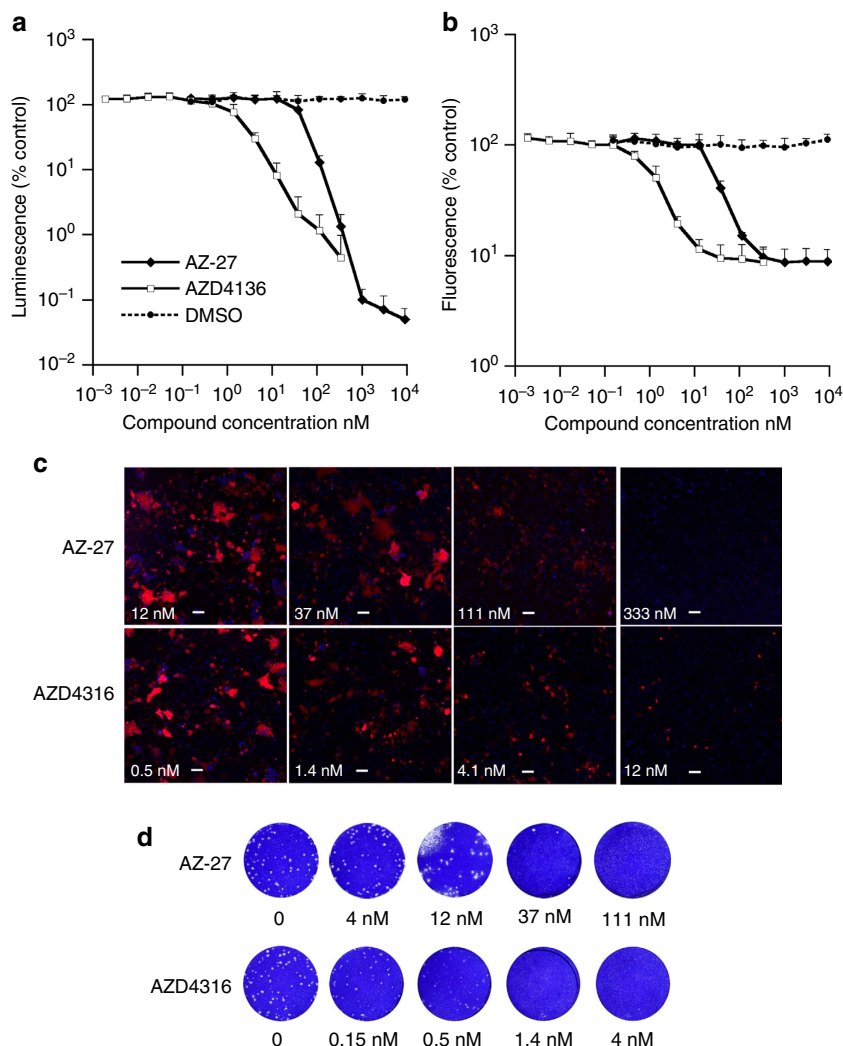 a
10³
10²
10¹
10⁰
10⁻¹
10⁻²
Luminescence (% control)
AZ-27
AZD4136
DMSO
10⁻³ 10⁻² 10⁻¹ 10⁰ 10¹ 10² 10³ 10⁴
Compound concentration nM
b
10³
10²
10¹
10⁰
Fluorescence (% control)
10⁻³ 10⁻² 10⁻¹ 10⁰ 10¹ 10² 10³ 10⁴
Compound concentration nM
c
AZ-27
12 nM 37 nM 111 nM 333 nM
AZD4316
0.5 nM 1.4 nM 4.1 nM 12 nM
d
AZ-27
0 4 nM 12 nM 37 nM 111 nM
AZD4316
0 0.15 nM 0.5 nM 1.4 nM 4 nM